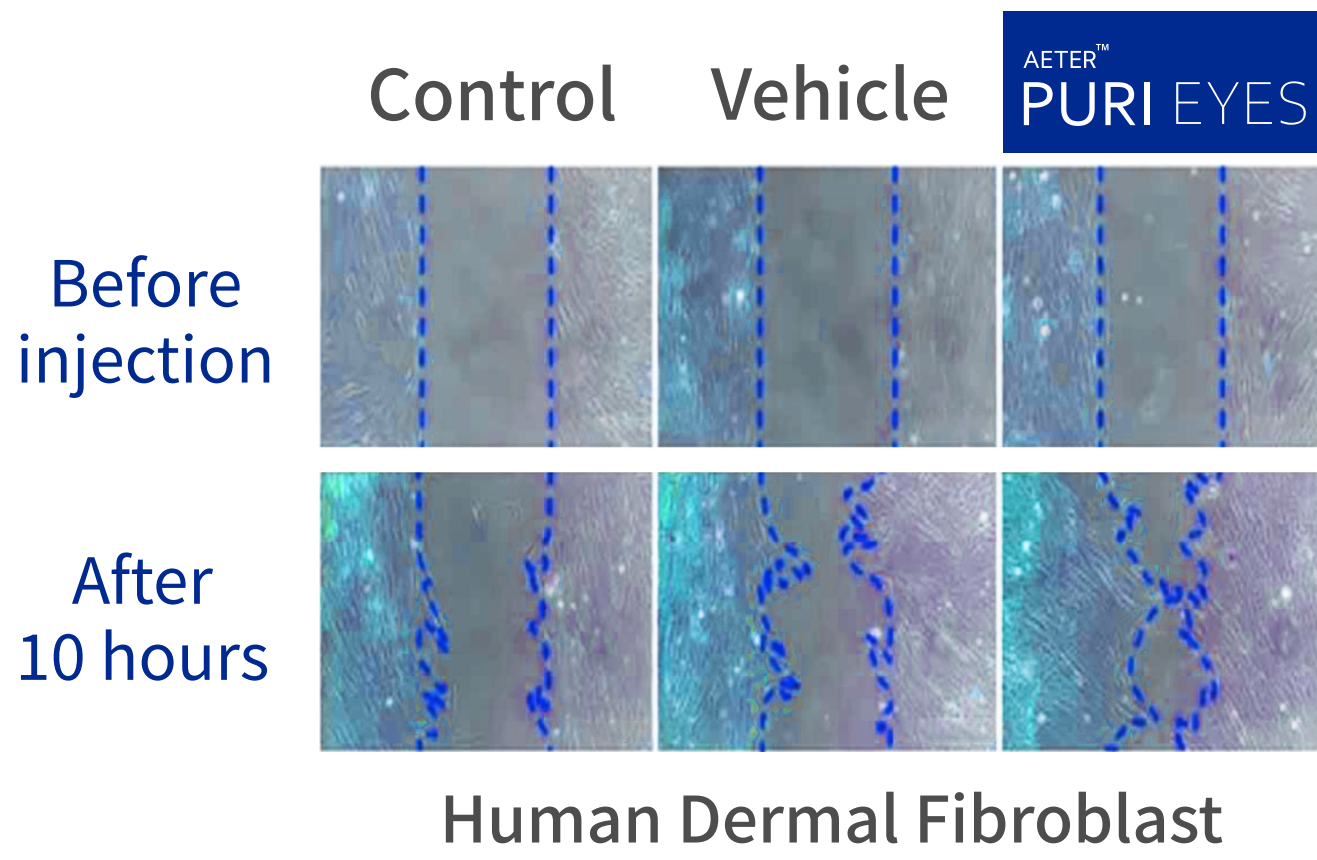 Control
Vehicle
AETER™
PURI EYES
Before
injection
After
10 hours
Human Dermal Fibroblast